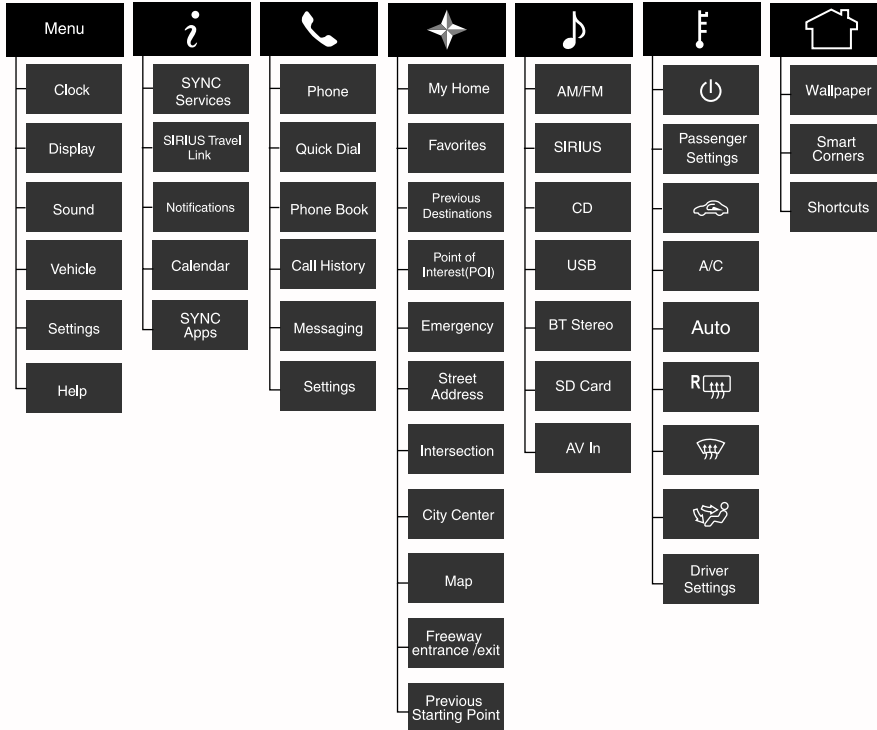 Menu
Clock
Display
Sound
Vehicle
Settings
Help
i
SYNC
Services
SIRIUS Travel
Link
Notifications
Calendar
SYNC
Apps
Phone
Quick Dial
Phone Book
Call History
Messaging
Settings
My Home
Favorites
Previous
Destinations
Point of
Interest(POI)
Emergency
Street
Address
Intersection
City Center
Map
Freeway
entrance /exit
Previous
Starting Point
AM/FM
SIRIUS
CD
USB
BT Stereo
SD Card
AV In
Passenger
Settings
A/C
Auto
R
Driver
Settings
Wallpaper
Smart
Corners
Shortcuts